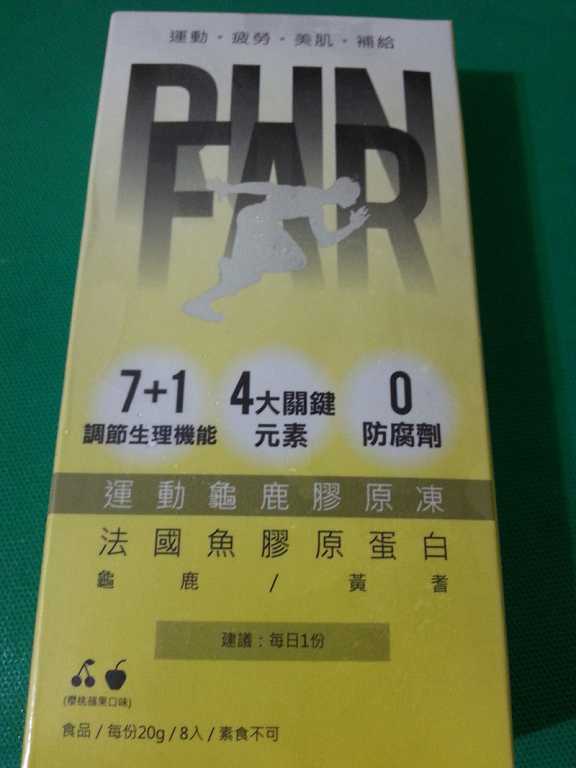 運動・疲勞・美肌・補給
RUN
FAR
7+1
調節生理機能
4大關鍵
元素
0
防腐劑
運動龜鹿膠原凍
法國魚膠原蛋白
龜鹿/黃耆
建議：每日1份
(櫻桃蘋果口味)
食品/每份20g/8入/素食不可